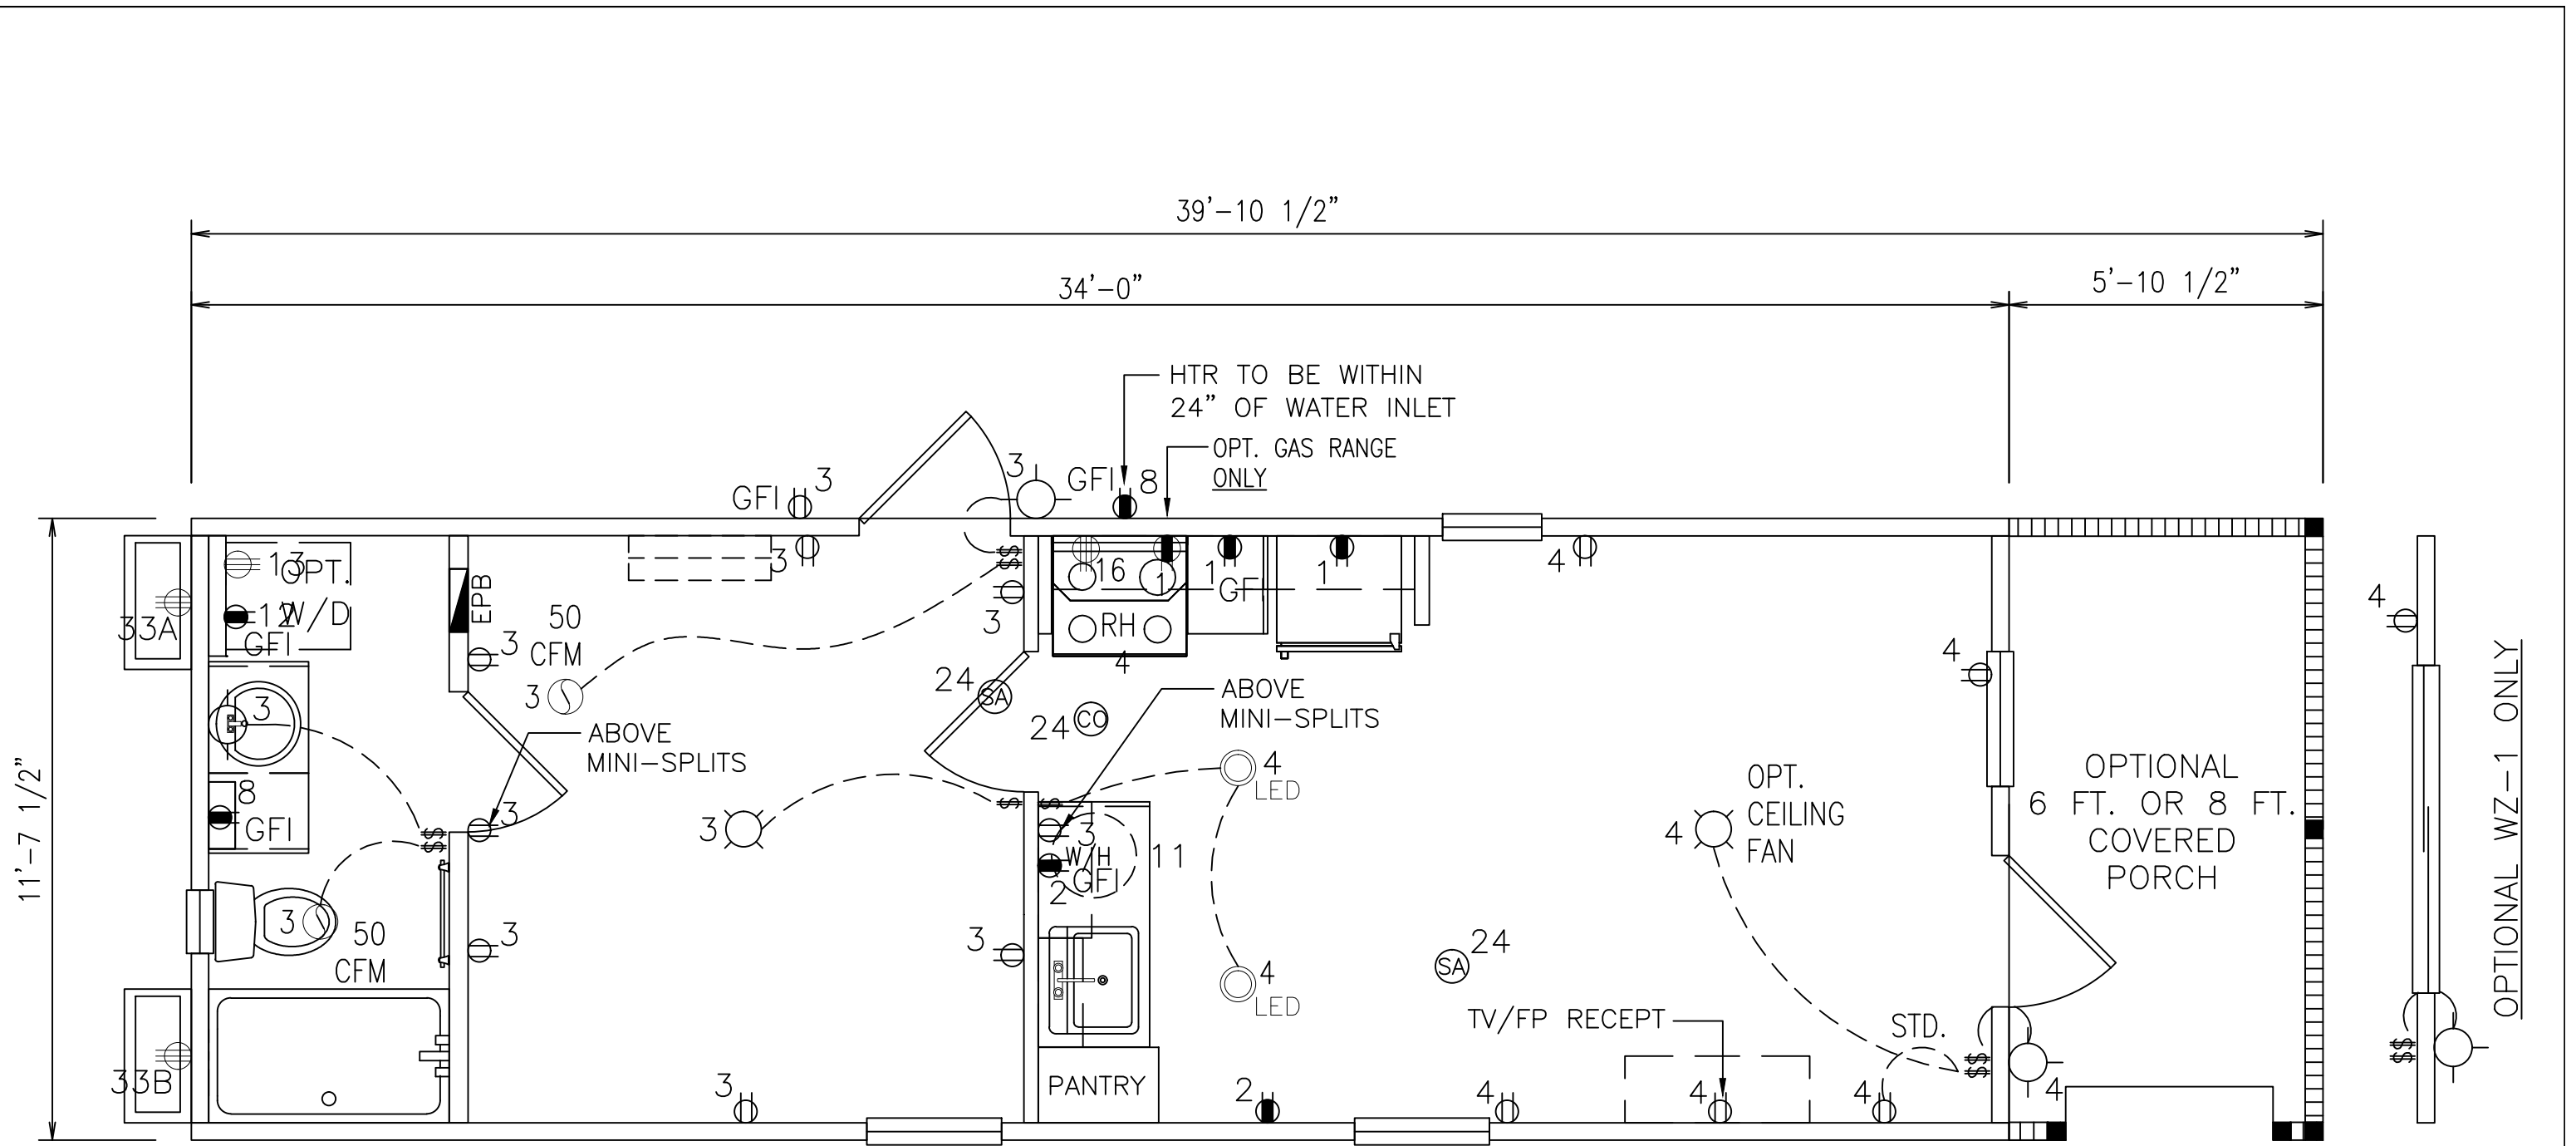 39'-10 1/2"
34'-0"
5'-10 1/2"
HTR TO BE WITHIN
24" OF WATER INLET
OPT. GAS RANGE
ONLY
GFI
3
3
GFI
8
3
3
4
33A
13
OPT.
W/D
12
GFI
EPB
3
50
CFM
3
16
1
1
GFI
1
RH
4
24
SA
24
CO
ABOVE
MINI-SPLITS
4
4
3
ABOVE
MINI-SPLITS
8
GFI
$$
3
3
$$
$
$
4
LED
3
W/H
GFI
2
11
4
OPT.
CEILING
FAN
OPTIONAL
6 FT. OR 8 FT.
COVERED
PORCH
OPTIONAL WZ-1 ONLY
11'-7 1/2"
3
50
CFM
3
3
4
LED
SA
24
TV/FP RECEPT
STD.
$$
4
$$
33B
3
PANTRY
2
4
4
4